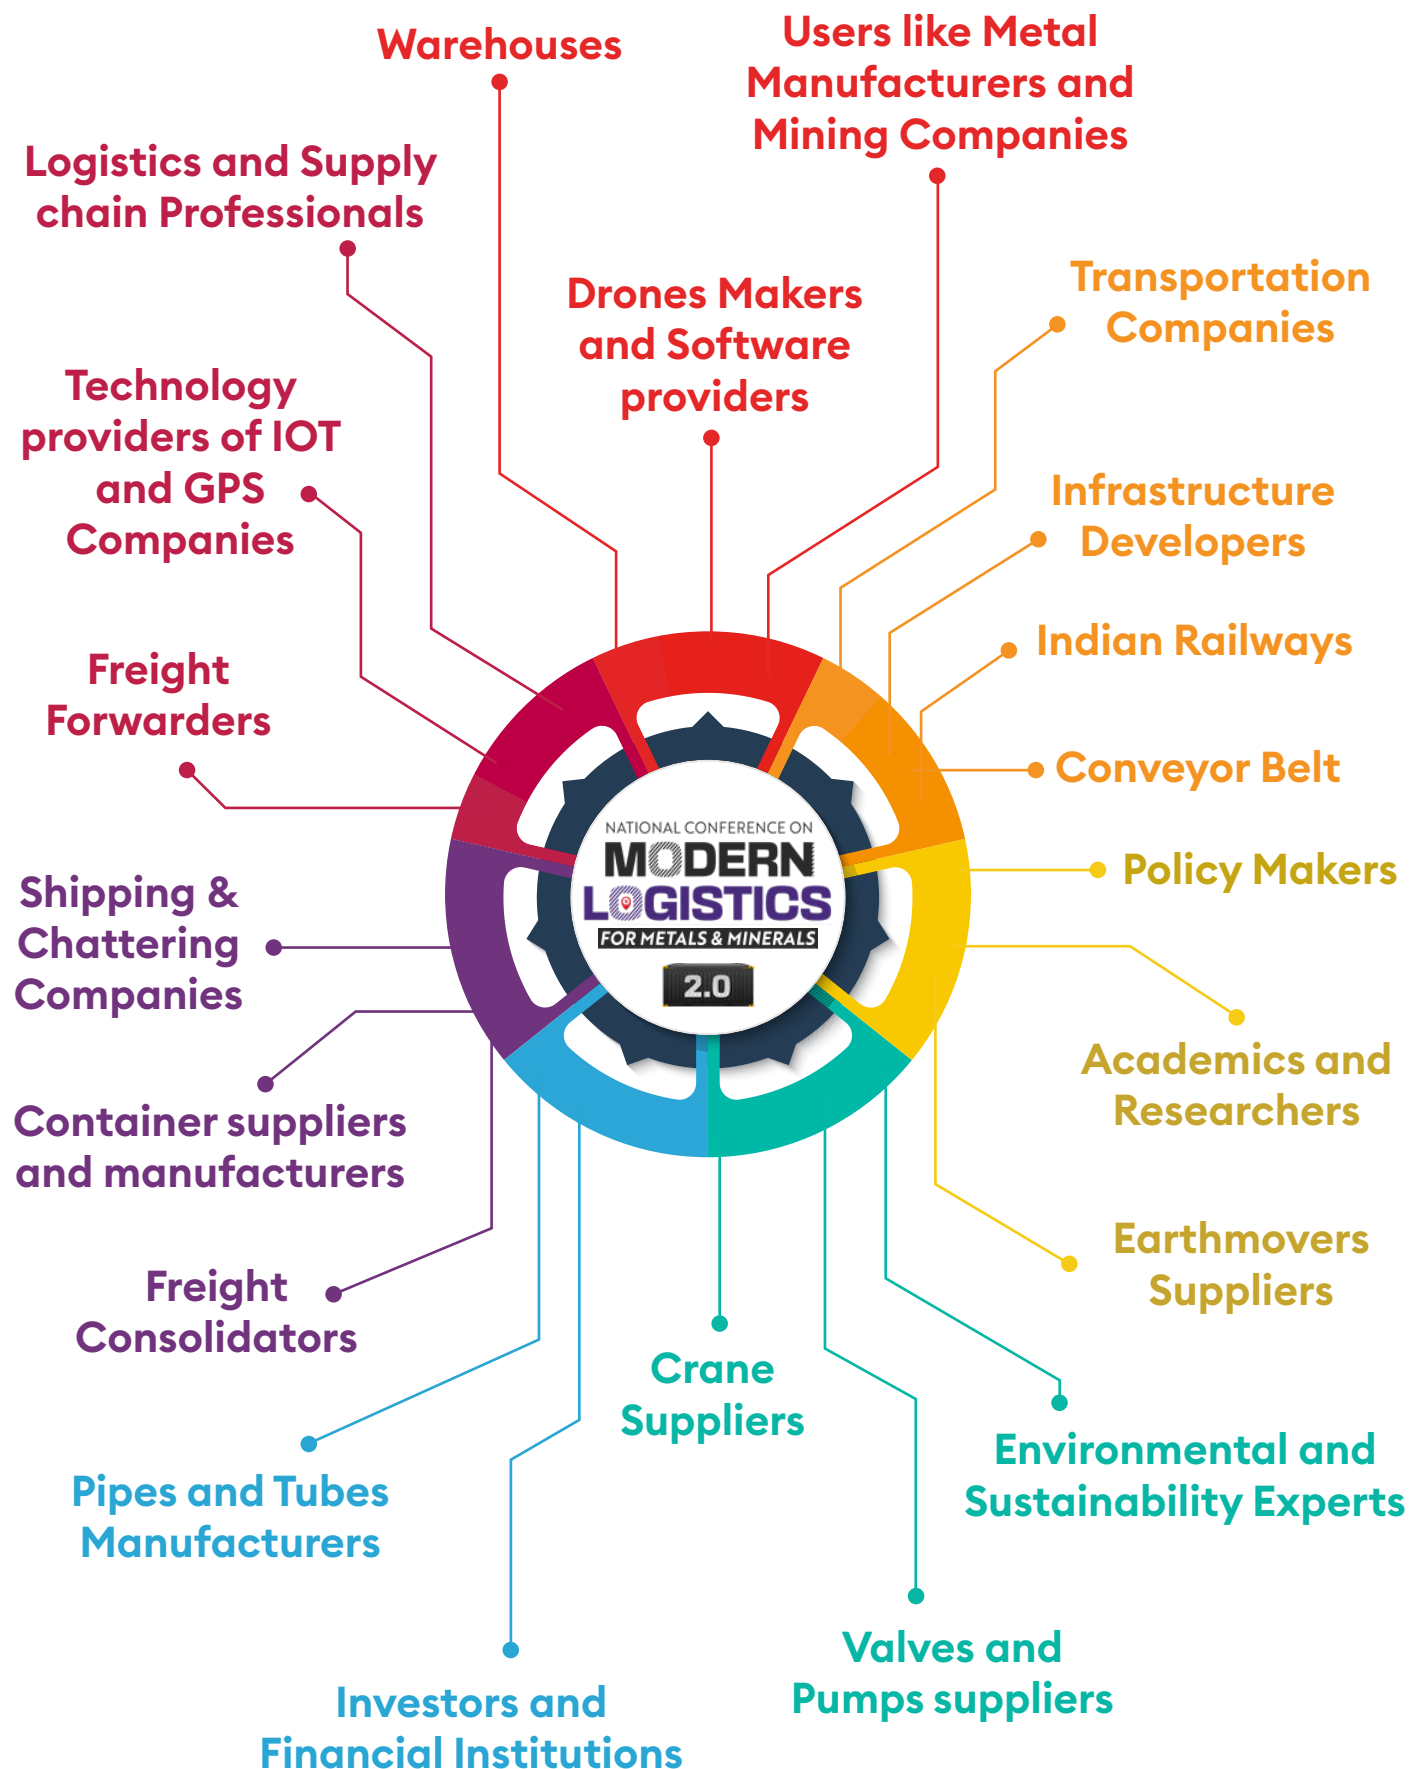 Warehouses
Users like Metal
Manufacturers and
Mining Companies
Logistics and Supply
chain Professionals
Drones Makers
and Software
providers
Transportation
Companies
Technology
providers of IOT
and GPS
Companies
Infrastructure
Developers
Indian Railways
Freight
Forwarders
Conveyor Belt
NATIONAL CONFERENCE ON
MODERN
LOGISTICS
FOR METALS & MINERALS
2.0
Policy Makers
Shipping &
Chattering
Companies
Academics and
Researchers
Container suppliers
and manufacturers
Earthmovers
Suppliers
Freight
Consolidators
Crane
Suppliers
Environmental and
Sustainability Experts
Pipes and Tubes
Manufacturers
Valves and
Pumps suppliers
Investors and
Financial Institutions